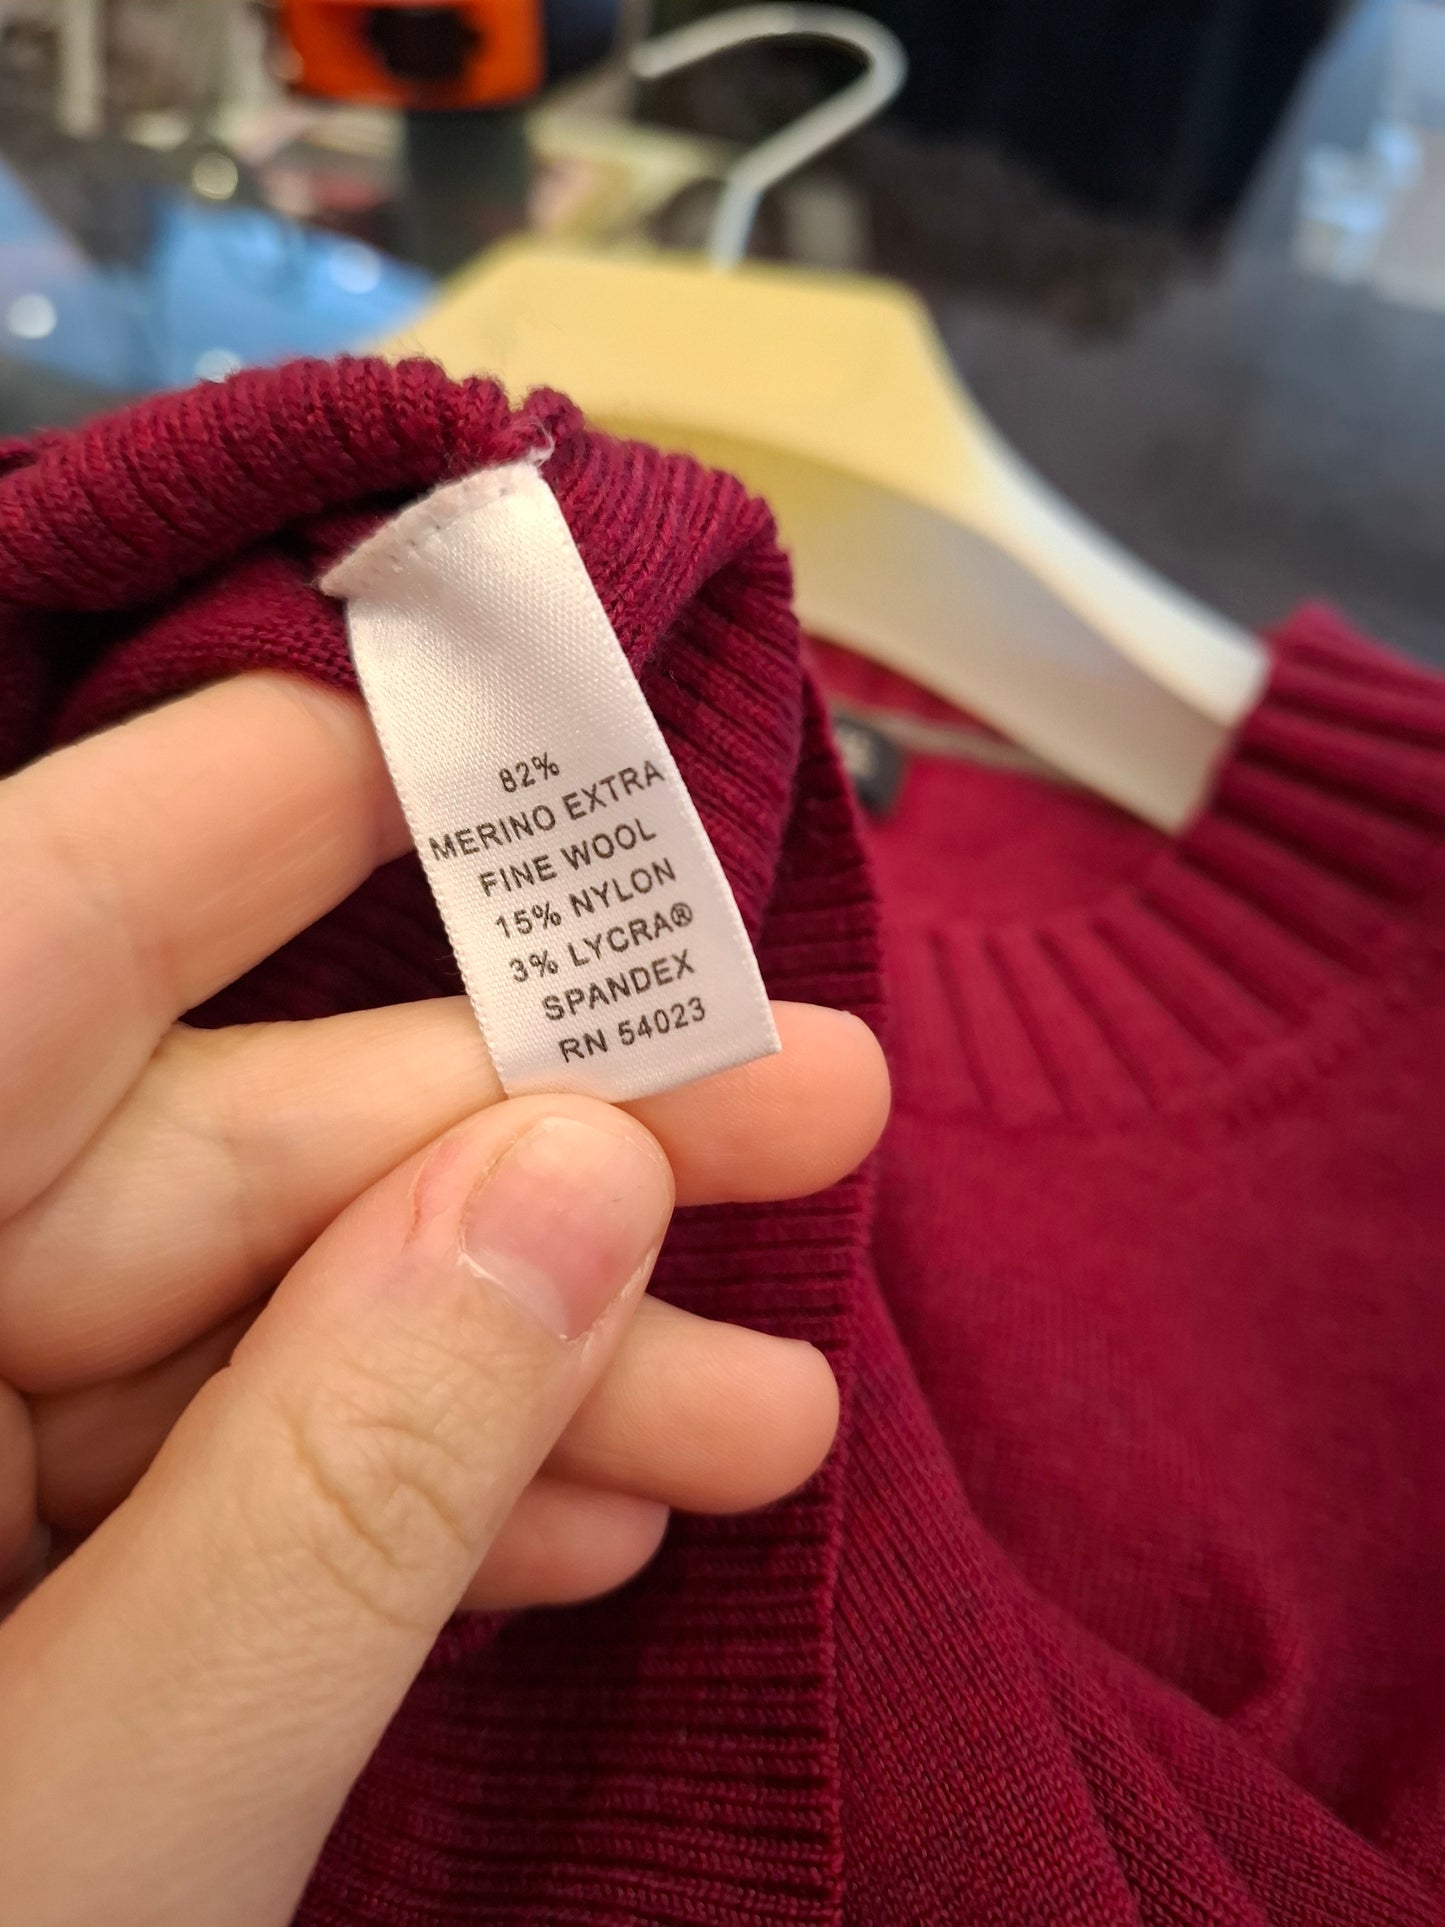 82%
MERINO EXTRA
FINE WOOL
15% NYLON
3% LYCRA®
SPANDEX
RN 54023